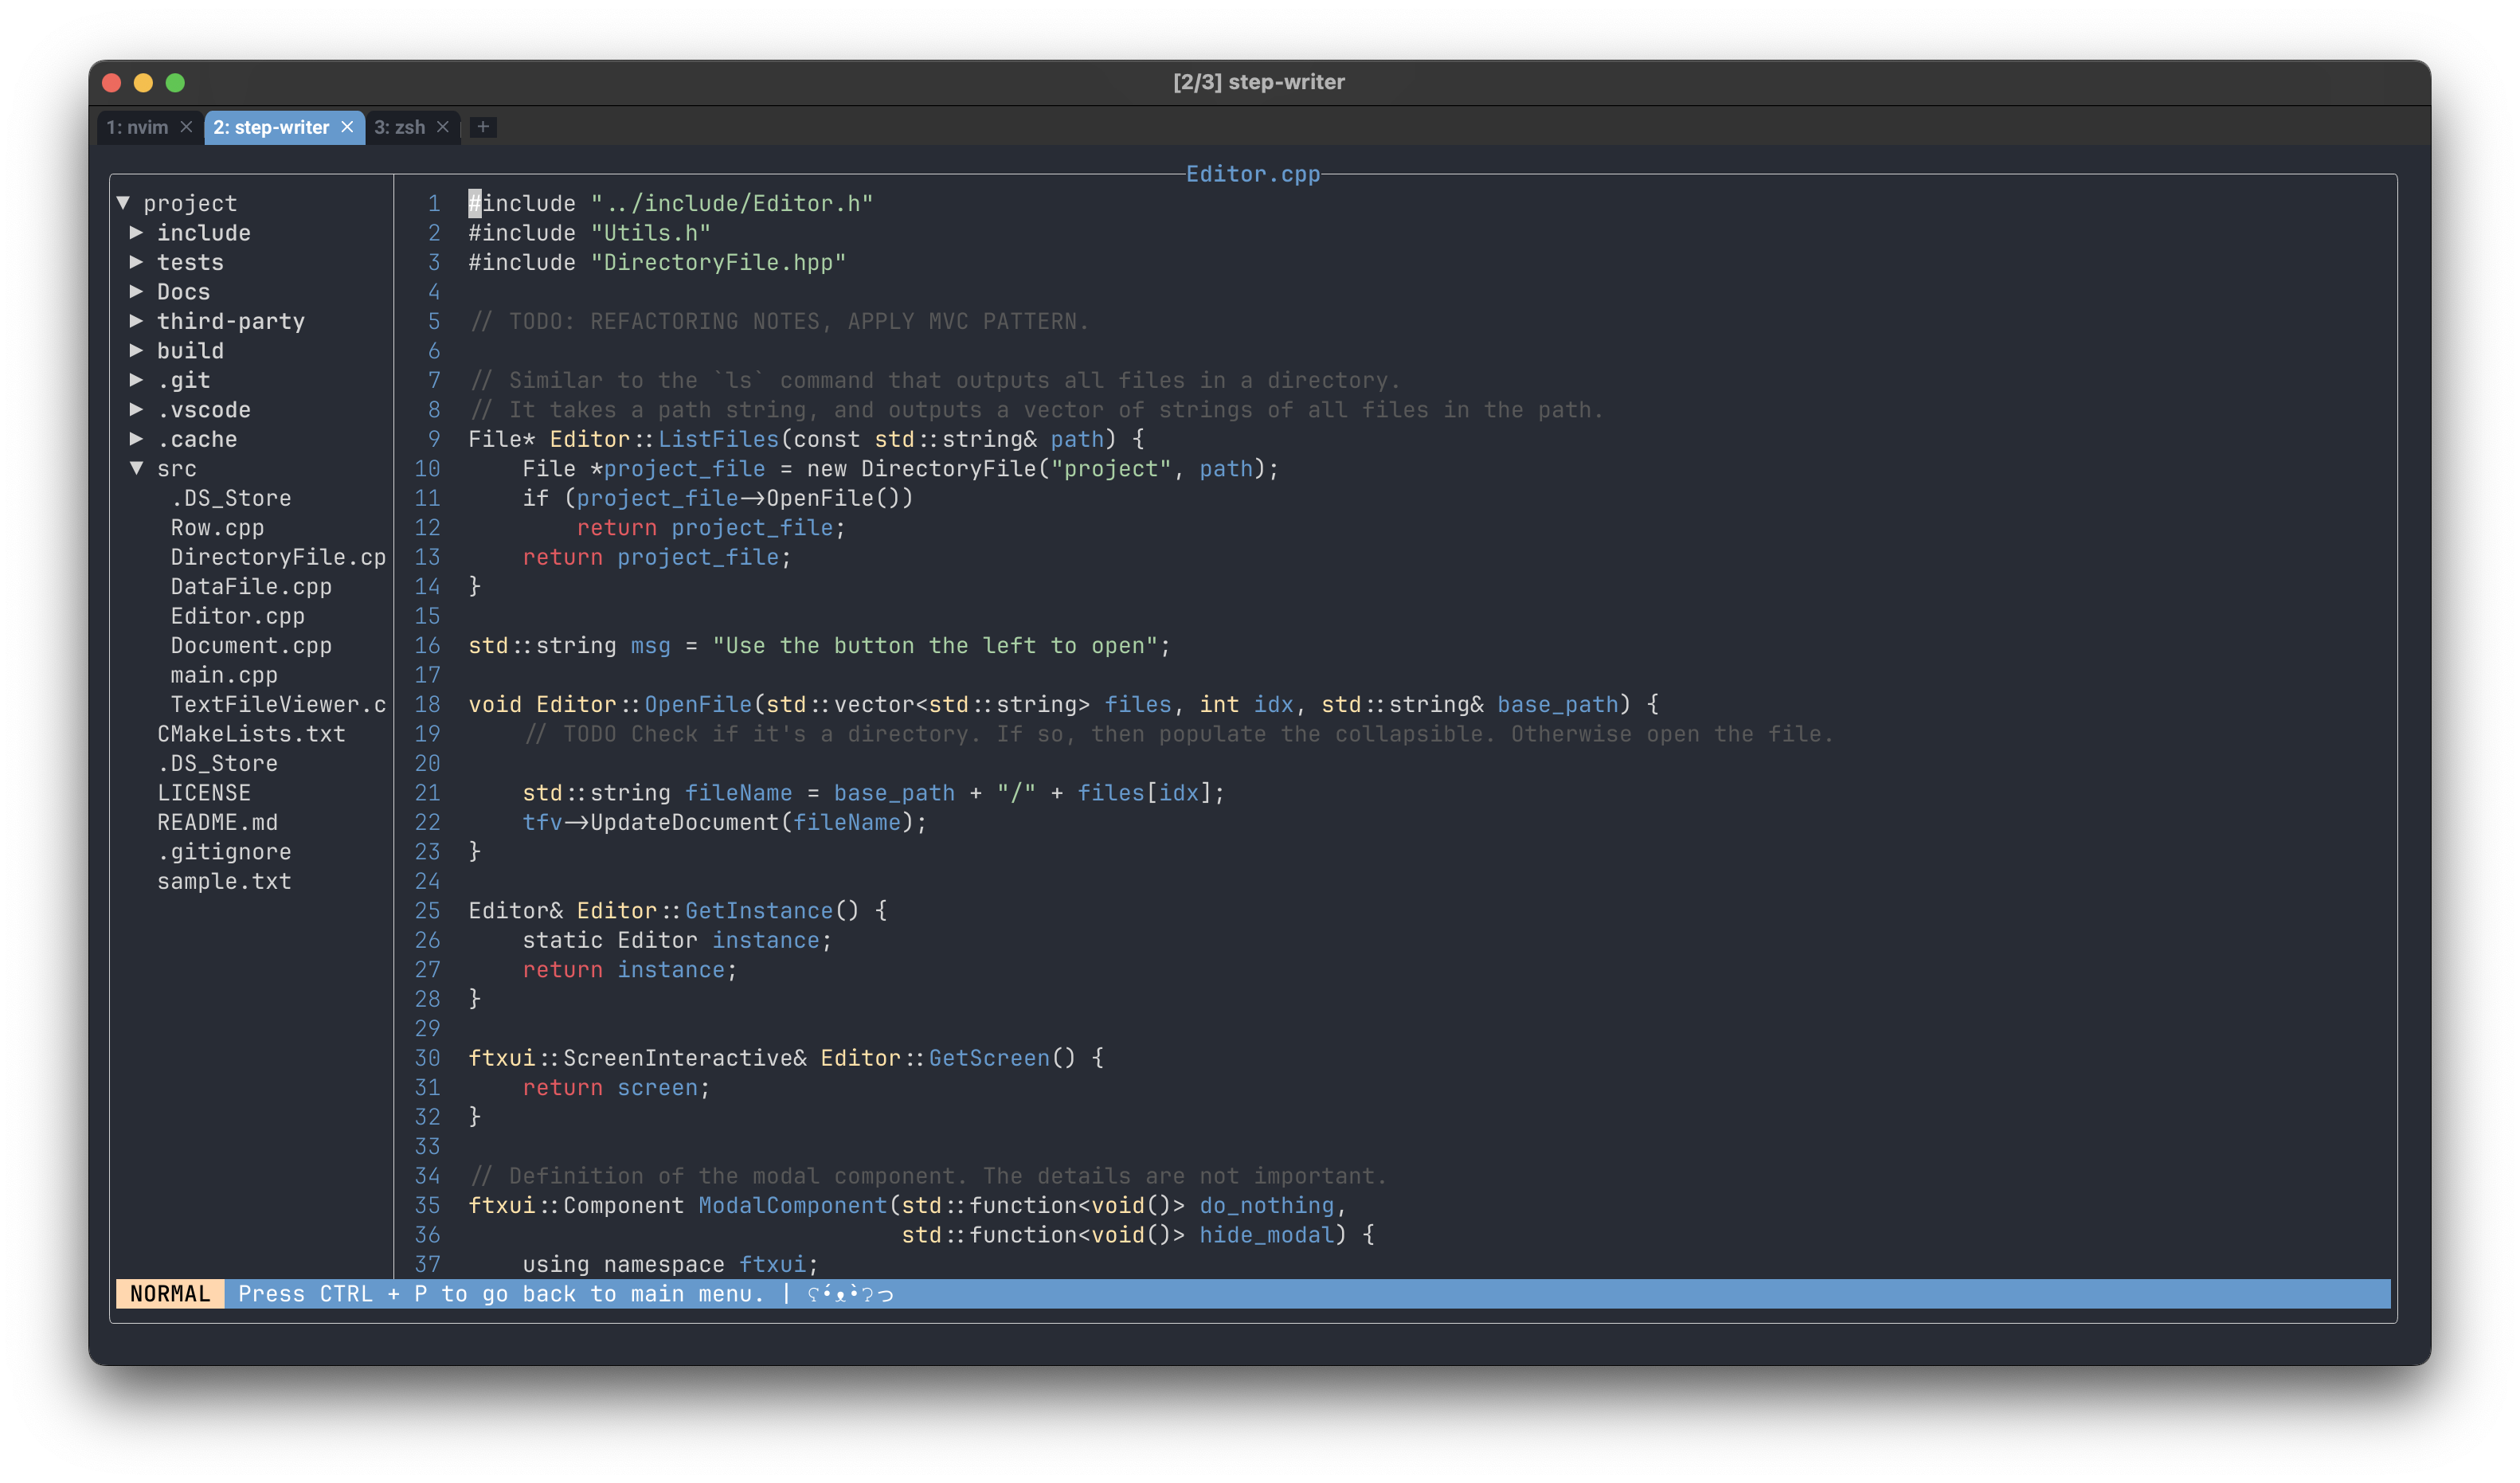 [2/3] step-writer
1: nvim × 2: step-writer × 3: zsh × +
Editor.cpp
▼ project
▶ include
▶ tests
▶ Docs
▶ third-party
▶ build
▶ .git
▶ .vscode
▶ .cache
▼ src
.DS_Store
Row.cpp
DirectoryFile.cp
DataFile.cpp
Editor.cpp
Document.cpp
main.cpp
TextFileViewer.c
CMakeLists.txt
.DS_Store
LICENSE
README.md
.gitignore
sample.txt
1 #include "../include/Editor.h"
2 #include "Utils.h"
3 #include "DirectoryFile.hpp"
4
5 // TODO: REFACTORING NOTES, APPLY MVC PATTERN.
6
7 // Similar to the `ls` command that outputs all files in a directory.
8 // It takes a path string, and outputs a vector of strings of all files in the path.
9 File* Editor::ListFiles(const std::string& path) {
10     File *project_file = new DirectoryFile("project", path);
11     if (project_file->OpenFile())
12         return project_file;
13     return project_file;
14 }
15
16 std::string msg = "Use the button the left to open";
17
18 void Editor::OpenFile(std::vector<std::string> files, int idx, std::string& base_path) {
19     // TODO Check if it's a directory. If so, then populate the collapsible. Otherwise open the file.
20
21     std::string fileName = base_path + "/" + files[idx];
22     tfv->UpdateDocument(fileName);
23 }
24
25 Editor& Editor::GetInstance() {
26     static Editor instance;
27     return instance;
28 }
29
30 ftxui::ScreenInteractive& Editor::GetScreen() {
31     return screen;
32 }
33
34 // Definition of the modal component. The details are not important.
35 ftxui::Component ModalComponent(std::function<void()> do_nothing,
36                                 std::function<void()> hide_modal) {
37     using namespace ftxui;
NORMAL Press CTRL + P to go back to main menu. | ʕ•́ᴥ•̀ʔっ